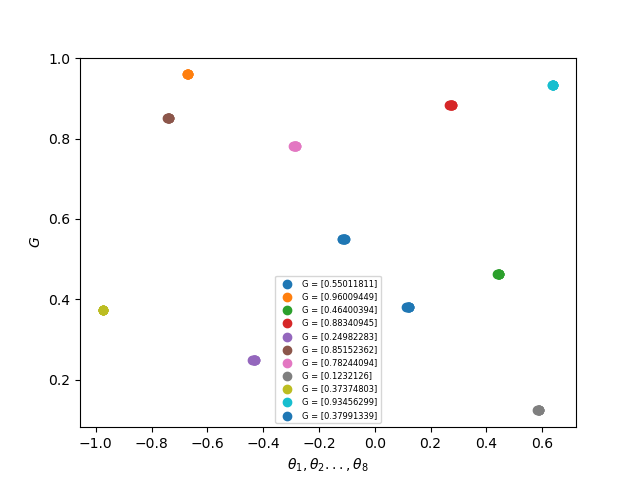 1.0
0.8
0.6
0.4
0.2
G
G = [0.55011811]
G = [0.96009449]
G = [0.46400394]
G = [0.88340945]
G = [0.24982283]
G = [0.85152362]
G = [0.78244094]
G = [0.1232126]
G = [0.37374803]
G = [0.93456299]
G = [0.37991339]
−1.0 −0.8 −0.6 −0.4 −0.2 0.0 0.2 0.4 0.6
θ₁, θ₂..., θ₈